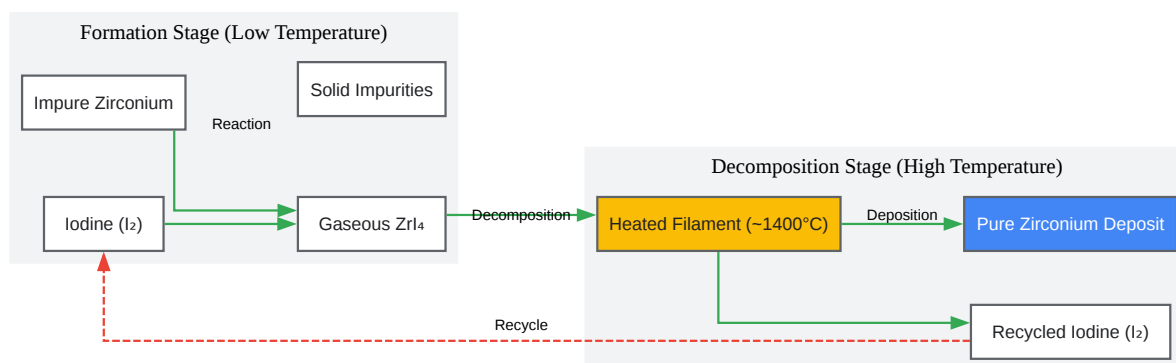 Formation Stage (Low Temperature)
Impure Zirconium
Solid Impurities
Reaction
Iodine (I₂)
Gaseous ZrI₄
Decomposition
Decomposition Stage (High Temperature)
Heated Filament (~1400°C)
Deposition
Pure Zirconium Deposit
Recycle
Recycled Iodine (I₂)